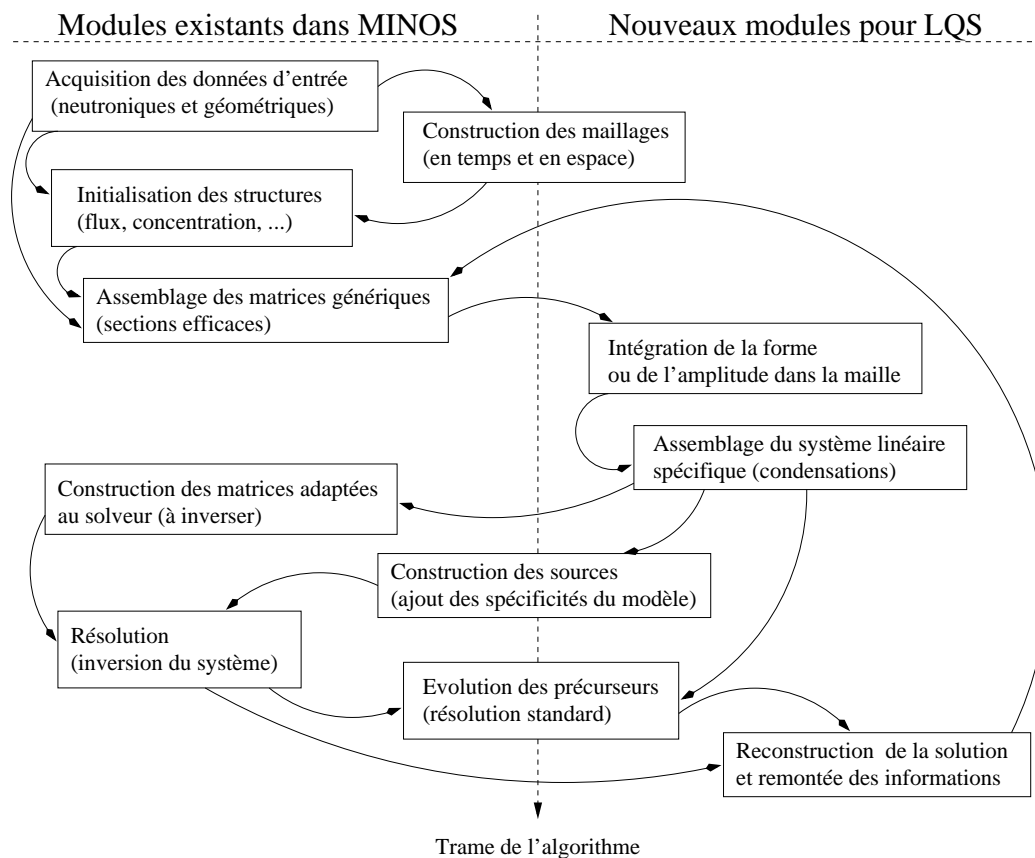 Modules existants dans MINOS
Nouveaux modules pour LQS
Acquisition des données d'entrée
(neutroniques et géométriques)
Construction des maillages
(en temps et en espace)
Initialisation des structures
(flux, concentration, ...)
Assemblage des matrices génériques
(sections efficaces)
Intégration de la forme
ou de l'amplitude dans la maille
Assemblage du système linéaire
spécifique (condensations)
Construction des matrices adaptées
au solveur (à inverser)
Construction des sources
(ajout des spécificités du modèle)
Résolution
(inversion du système)
Evolution des précurseurs
(résolution standard)
Reconstruction de la solution
et remontée des informations
Trame de l'algorithme